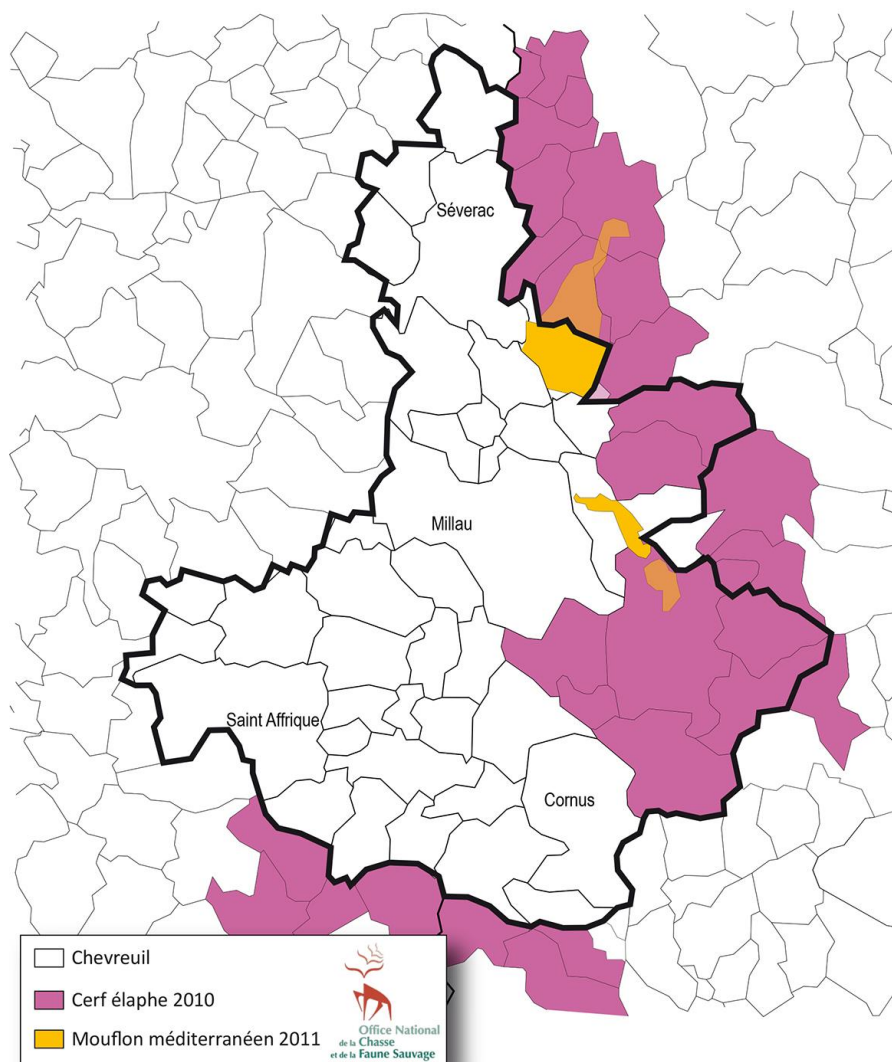 Séverac
Millau
Saint Affrique
Cornus
Chevreuil
Cerf élaphe 2010
Mouflon méditerranéen 2011
Office National
de la Chasse
et de la Faune Sauvage